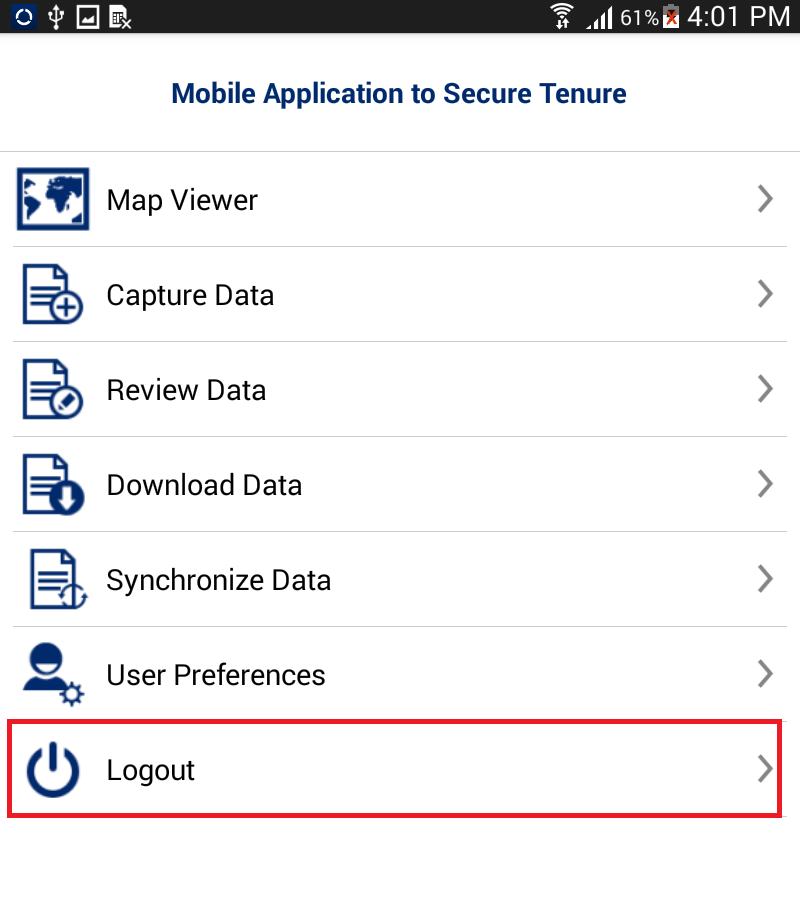 61% 4:01 PM
Mobile Application to Secure Tenure
Map Viewer
Capture Data
Review Data
Download Data
Synchronize Data
User Preferences
Logout